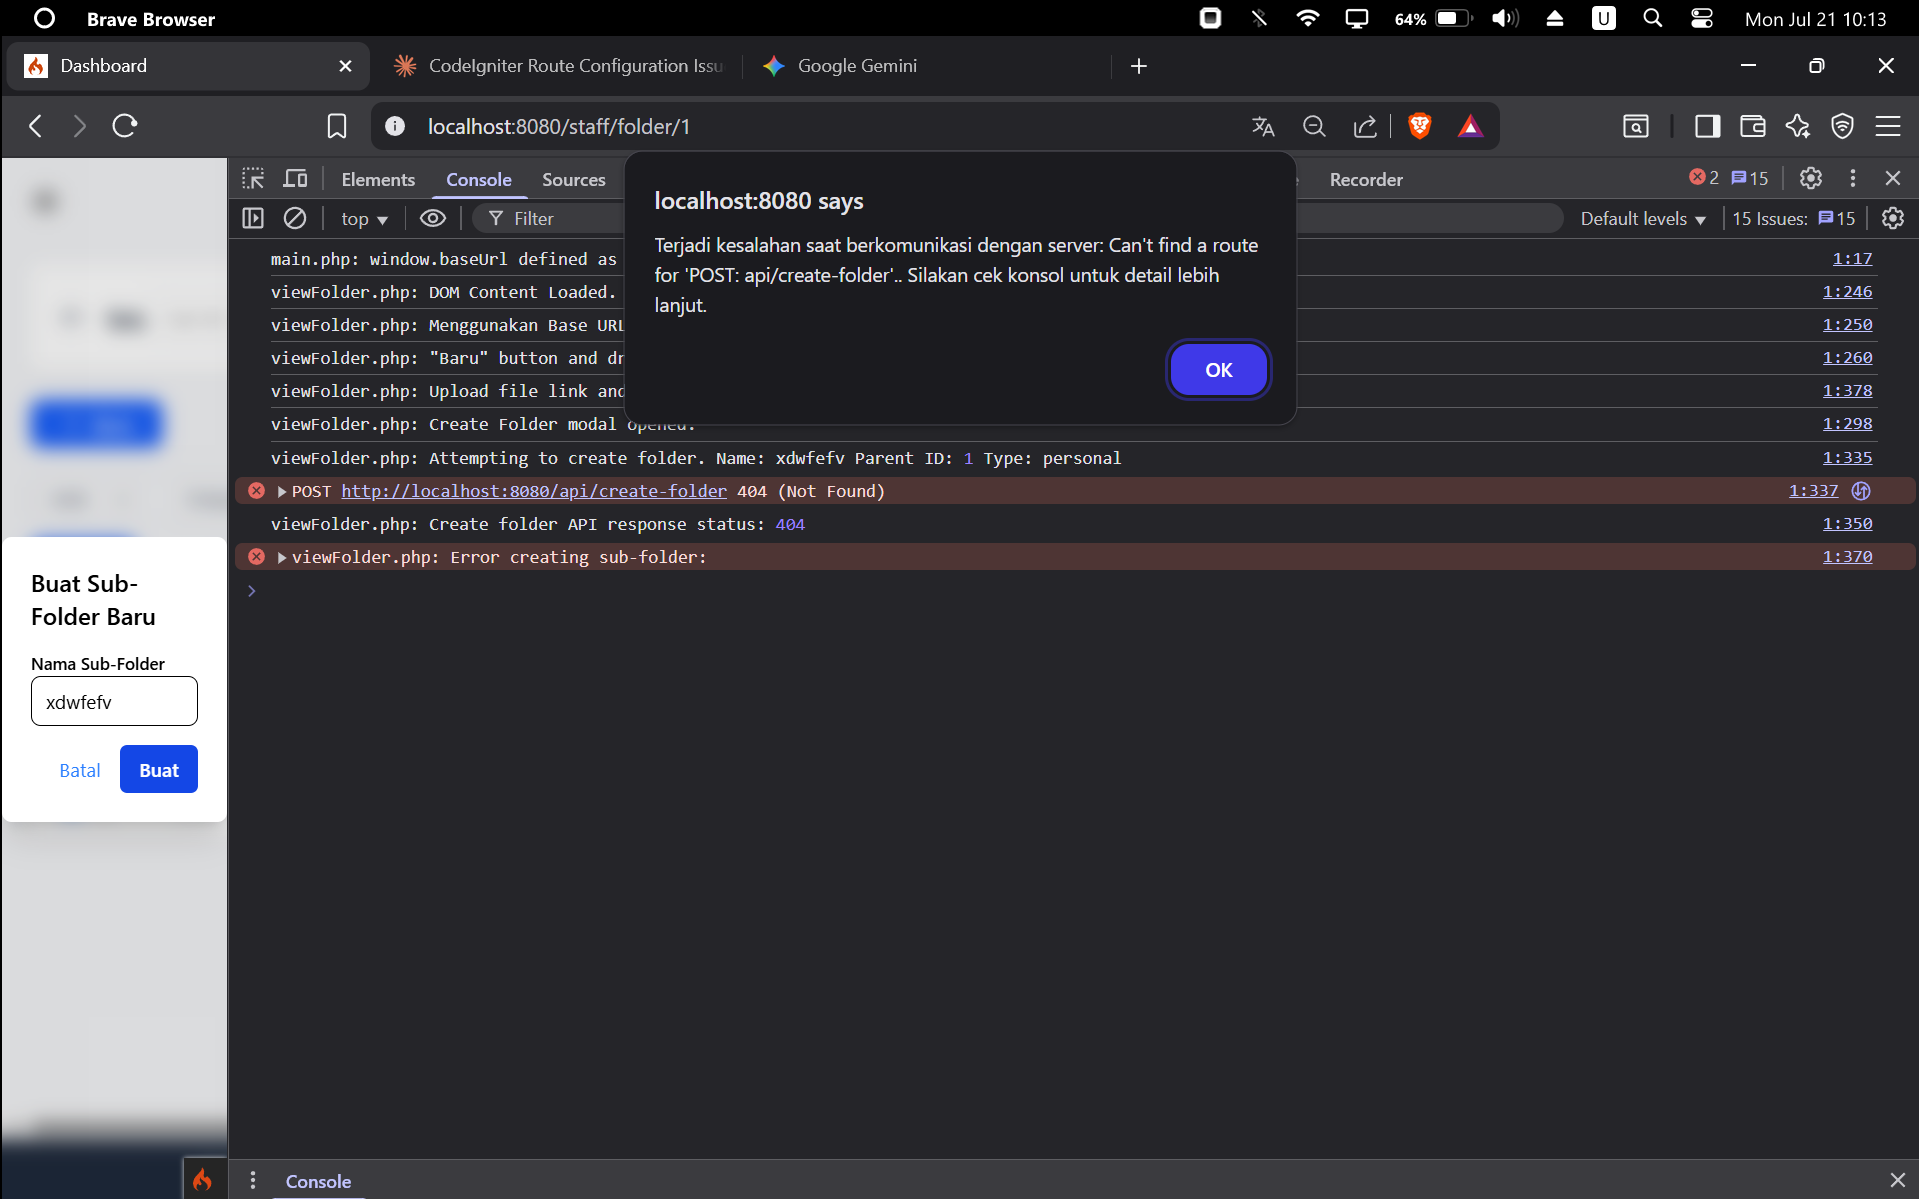 Brave Browser
64%
U
Mon Jul 21 10:13
Dashboard
CodeIgniter Route Configuration Issu
Google Gemini
localhost:8080/staff/folder/1
Elements
Console
Sources
Recorder
2
15
top
Filter
Default levels
15 Issues:
15
localhost:8080 says
Terjadi kesalahan saat berkomunikasi dengan server: Can't find a route
for 'POST: api/create-folder'.. Silakan cek konsol untuk detail lebih
lanjut.
OK
main.php: window.baseUrl defined as
1:17
viewFolder.php: DOM Content Loaded.
1:246
viewFolder.php: Menggunakan Base URL
1:250
viewFolder.php: "Baru" button and dr
1:260
viewFolder.php: Upload file link and
1:378
viewFolder.php: Create Folder modal opened.
1:298
viewFolder.php: Attempting to create folder. Name: xdwfefv Parent ID: 1 Type: personal
1:335
POST http://localhost:8080/api/create-folder 404 (Not Found)
1:337
viewFolder.php: Create folder API response status: 404
1:350
viewFolder.php: Error creating sub-folder:
1:370
Buat Sub-
Folder Baru
Nama Sub-Folder
xdwfefv
Batal
Buat
Console